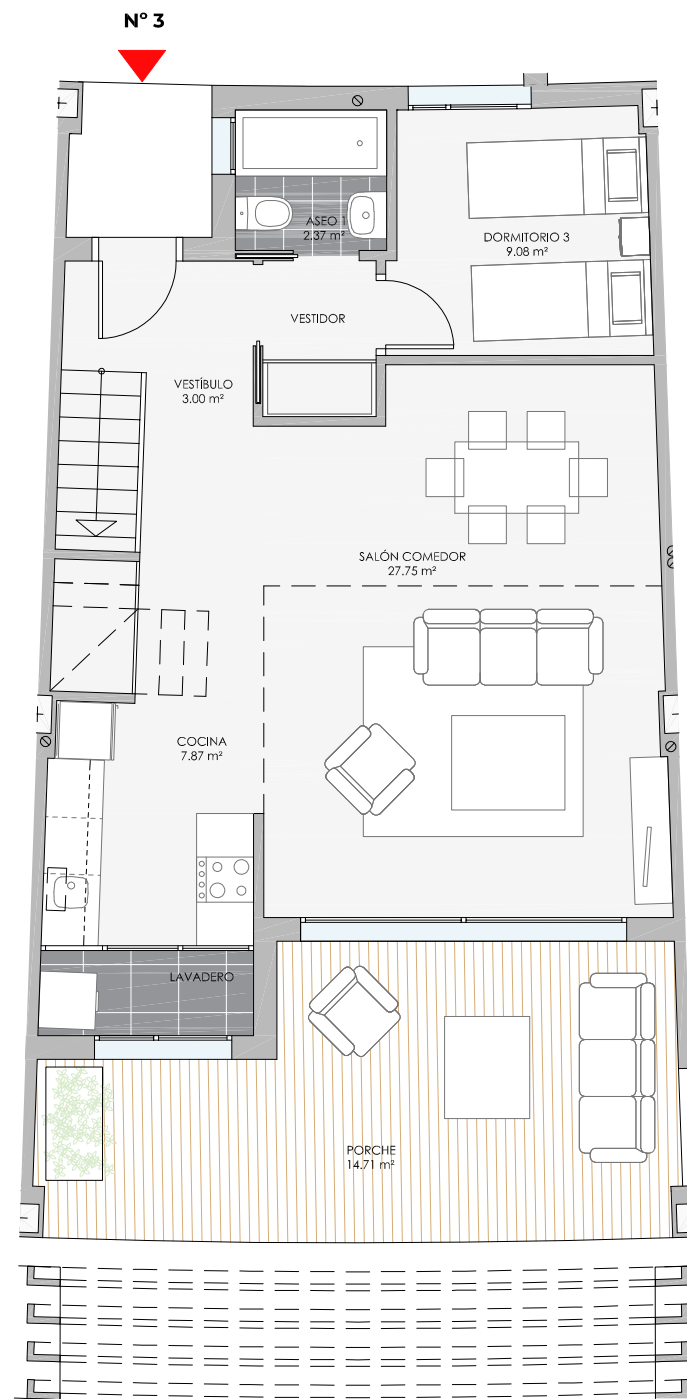 Nº 3
ASEO 1
2.37 m²
DORMITORIO 3
9.08 m²
VESTIDOR
VESTÍBULO
3.00 m²
SALÓN COMEDOR
27.75 m²
COCINA
7.87 m²
LAVADERO
PORCHE
14.71 m²